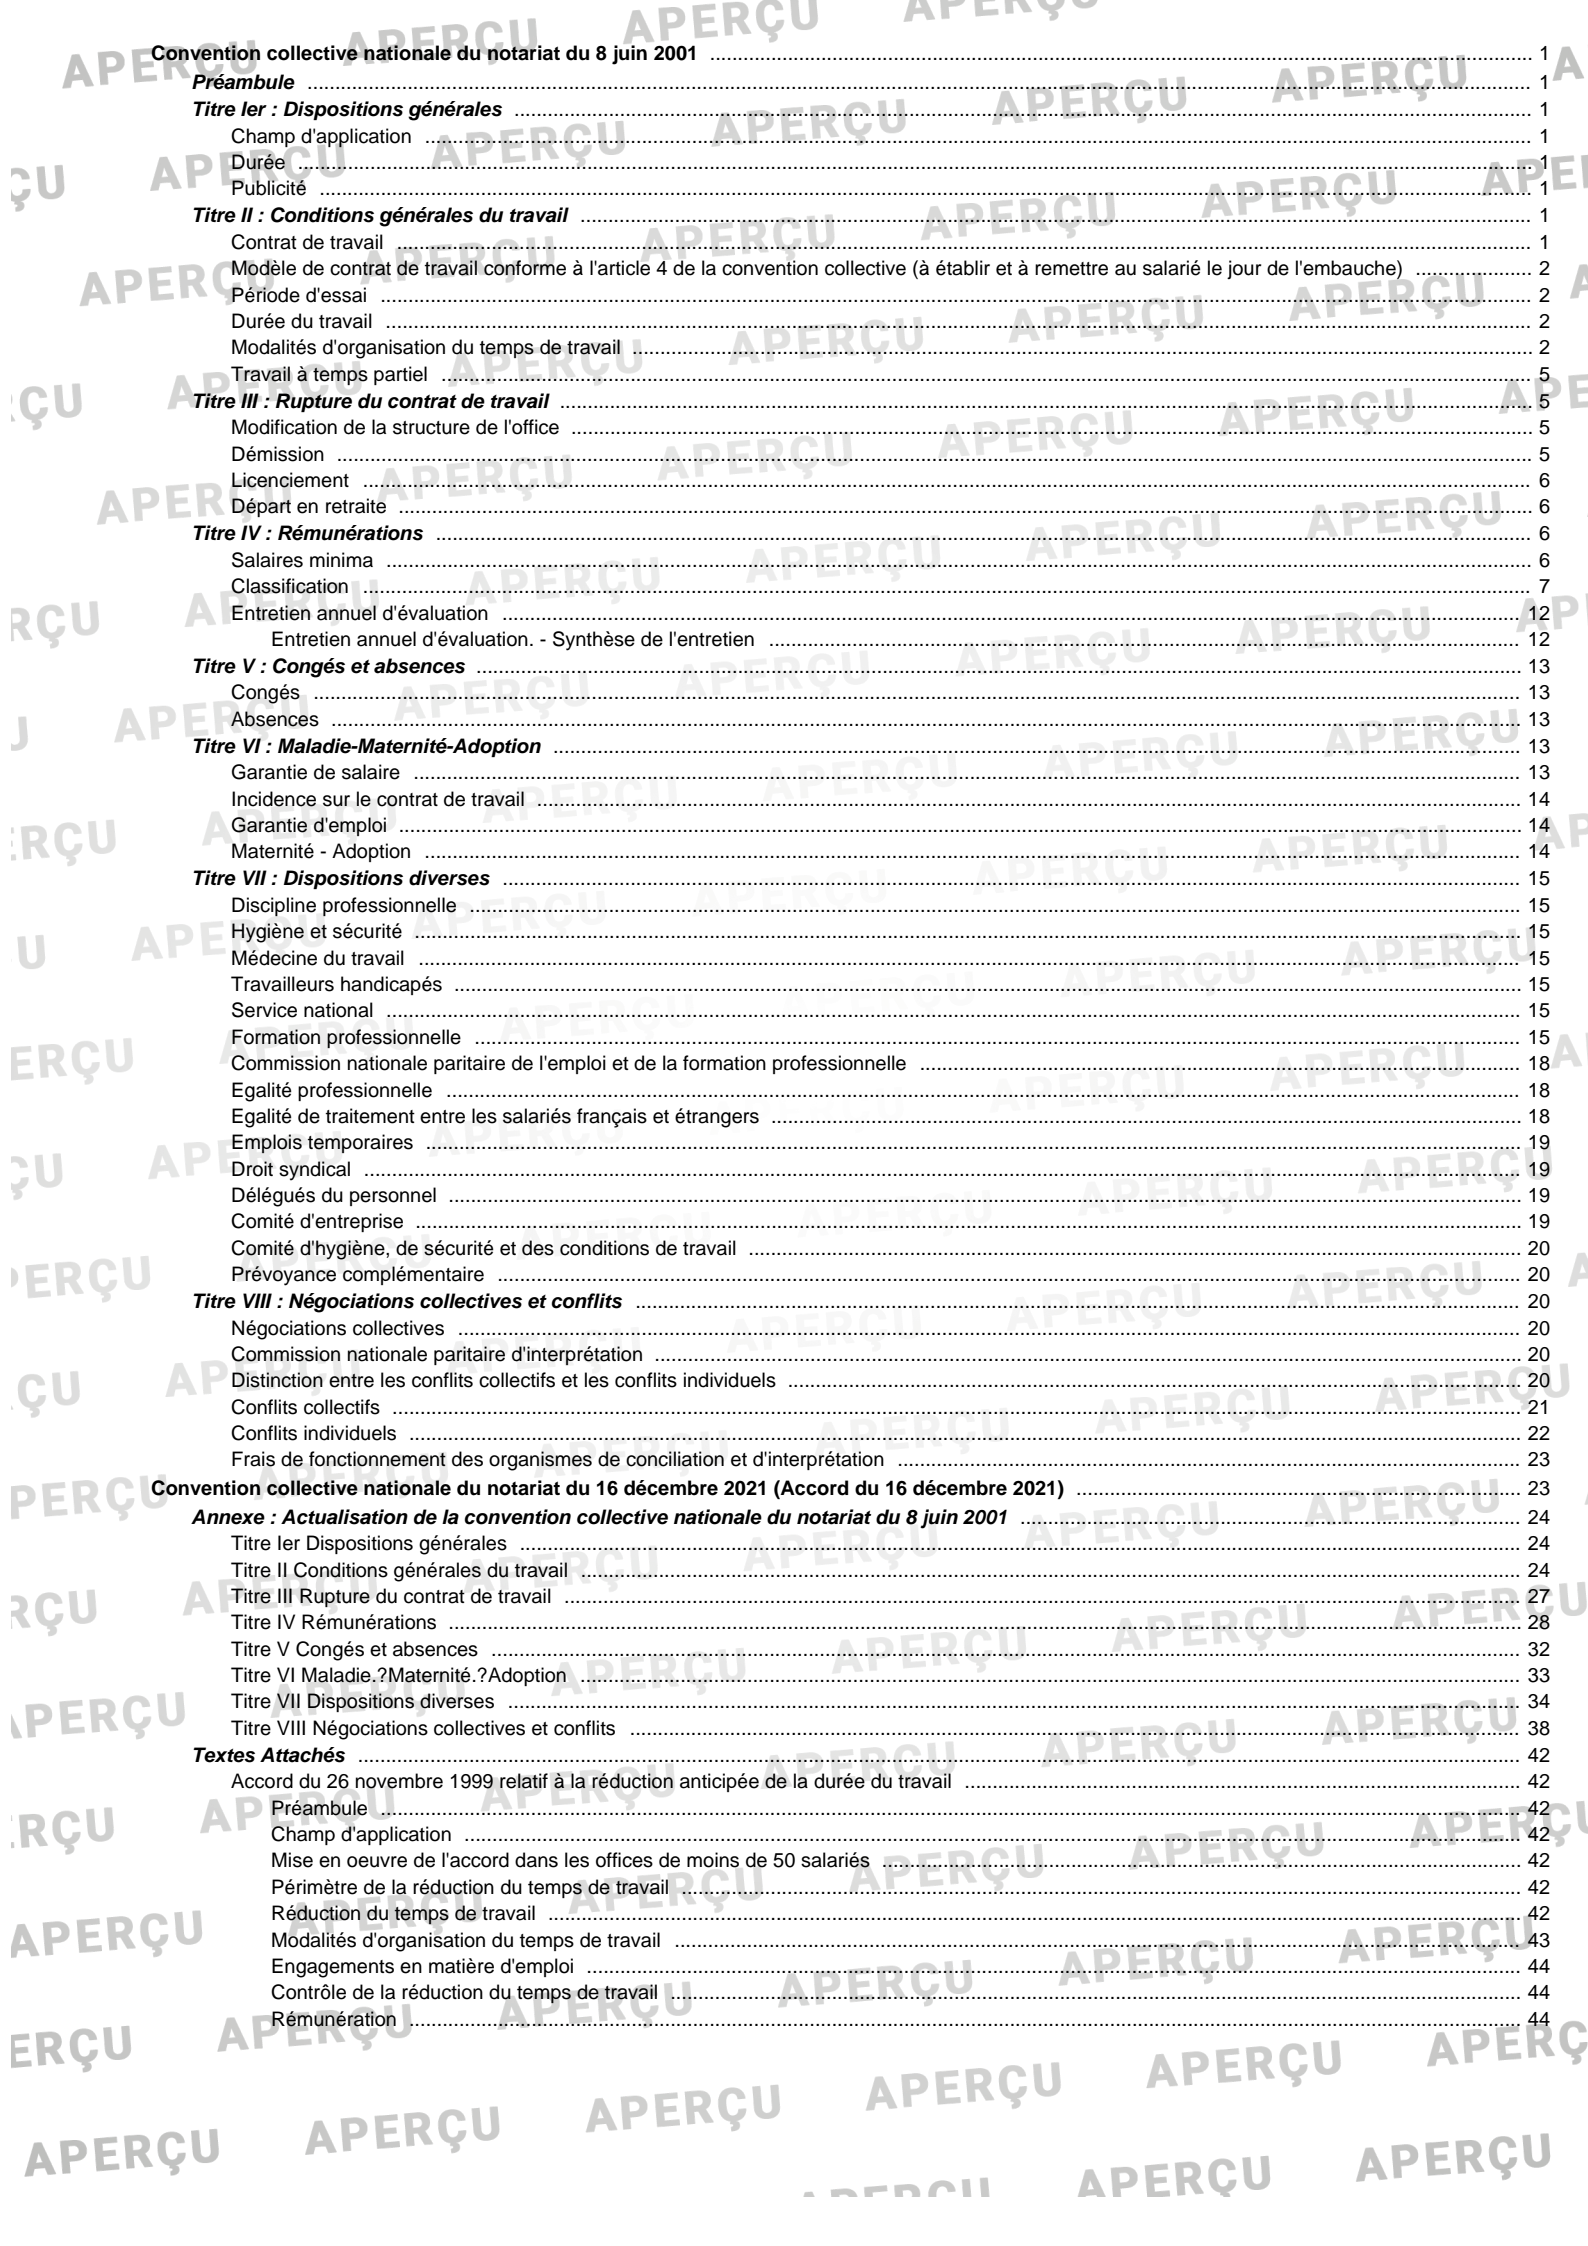 Convention collective nationale du notariat du 8 juin 2001 ... 1
Préambule ... 1
Titre Ier : Dispositions générales ... 1
Champ d'application ... 1
Durée ... 1
Publicité ... 1
Titre II : Conditions générales du travail ... 1
Contrat de travail ... 1
Modèle de contrat de travail conforme à l'article 4 de la convention collective (à établir et à remettre au salarié le jour de l'embauche) ... 2
Période d'essai ... 2
Durée du travail ... 2
Modalités d'organisation du temps de travail ... 2
Travail à temps partiel ... 5
Titre III : Rupture du contrat de travail ... 5
Modification de la structure de l'office ... 5
Démission ... 5
Licenciement ... 6
Départ en retraite ... 6
Titre IV : Rémunérations ... 6
Salaires minima ... 6
Classification ... 7
Entretien annuel d'évaluation ... 12
Entretien annuel d'évaluation. - Synthèse de l'entretien ... 12
Titre V : Congés et absences ... 13
Congés ... 13
Absences ... 13
Titre VI : Maladie-Maternité-Adoption ... 13
Garantie de salaire ... 13
Incidence sur le contrat de travail ... 14
Garantie d'emploi ... 14
Maternité - Adoption ... 14
Titre VII : Dispositions diverses ... 15
Discipline professionnelle ... 15
Hygiène et sécurité ... 15
Médecine du travail ... 15
Travailleurs handicapés ... 15
Service national ... 15
Formation professionnelle ... 15
Commission nationale paritaire de l'emploi et de la formation professionnelle ... 18
Egalité professionnelle ... 18
Egalité de traitement entre les salariés français et étrangers ... 18
Emplois temporaires ... 19
Droit syndical ... 19
Délégués du personnel ... 19
Comité d'entreprise ... 19
Comité d'hygiène, de sécurité et des conditions de travail ... 20
Prévoyance complémentaire ... 20
Titre VIII : Négociations collectives et conflits ... 20
Négociations collectives ... 20
Commission nationale paritaire d'interprétation ... 20
Distinction entre les conflits collectifs et les conflits individuels ... 20
Conflits collectifs ... 21
Conflits individuels ... 22
Frais de fonctionnement des organismes de conciliation et d'interprétation ... 23
Convention collective nationale du notariat du 16 décembre 2021 (Accord du 16 décembre 2021) ... 23
Annexe : Actualisation de la convention collective nationale du notariat du 8 juin 2001 ... 24
Titre Ier Dispositions générales ... 24
Titre II Conditions générales du travail ... 24
Titre III Rupture du contrat de travail ... 27
Titre IV Rémunérations ... 28
Titre V Congés et absences ... 32
Titre VI Maladie.?Maternité.?Adoption ... 33
Titre VII Dispositions diverses ... 34
Titre VIII Négociations collectives et conflits ... 38
Textes Attachés ... 42
Accord du 26 novembre 1999 relatif à la réduction anticipée de la durée du travail ... 42
Préambule ... 42
Champ d'application ... 42
Mise en oeuvre de l'accord dans les offices de moins de 50 salariés ... 42
Périmètre de la réduction du temps de travail ... 42
Réduction du temps de travail ... 42
Modalités d'organisation du temps de travail ... 43
Engagements en matière d'emploi ... 44
Contrôle de la réduction du temps de travail ... 44
Rémunération ... 44
APERÇU